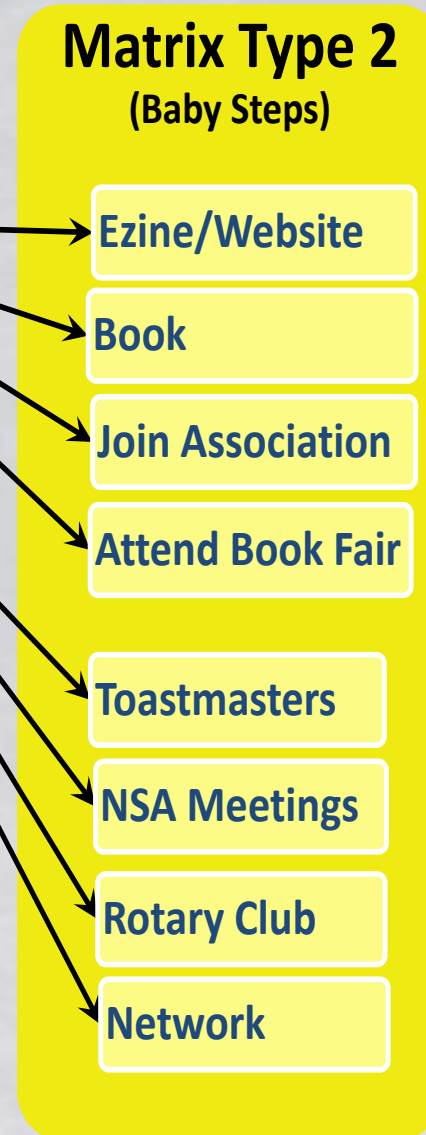 Matrix Type 2
(Baby Steps)
Ezine/Website
Book
Join Association
Attend Book Fair
Toastmasters
NSA Meetings
Rotary Club
Network